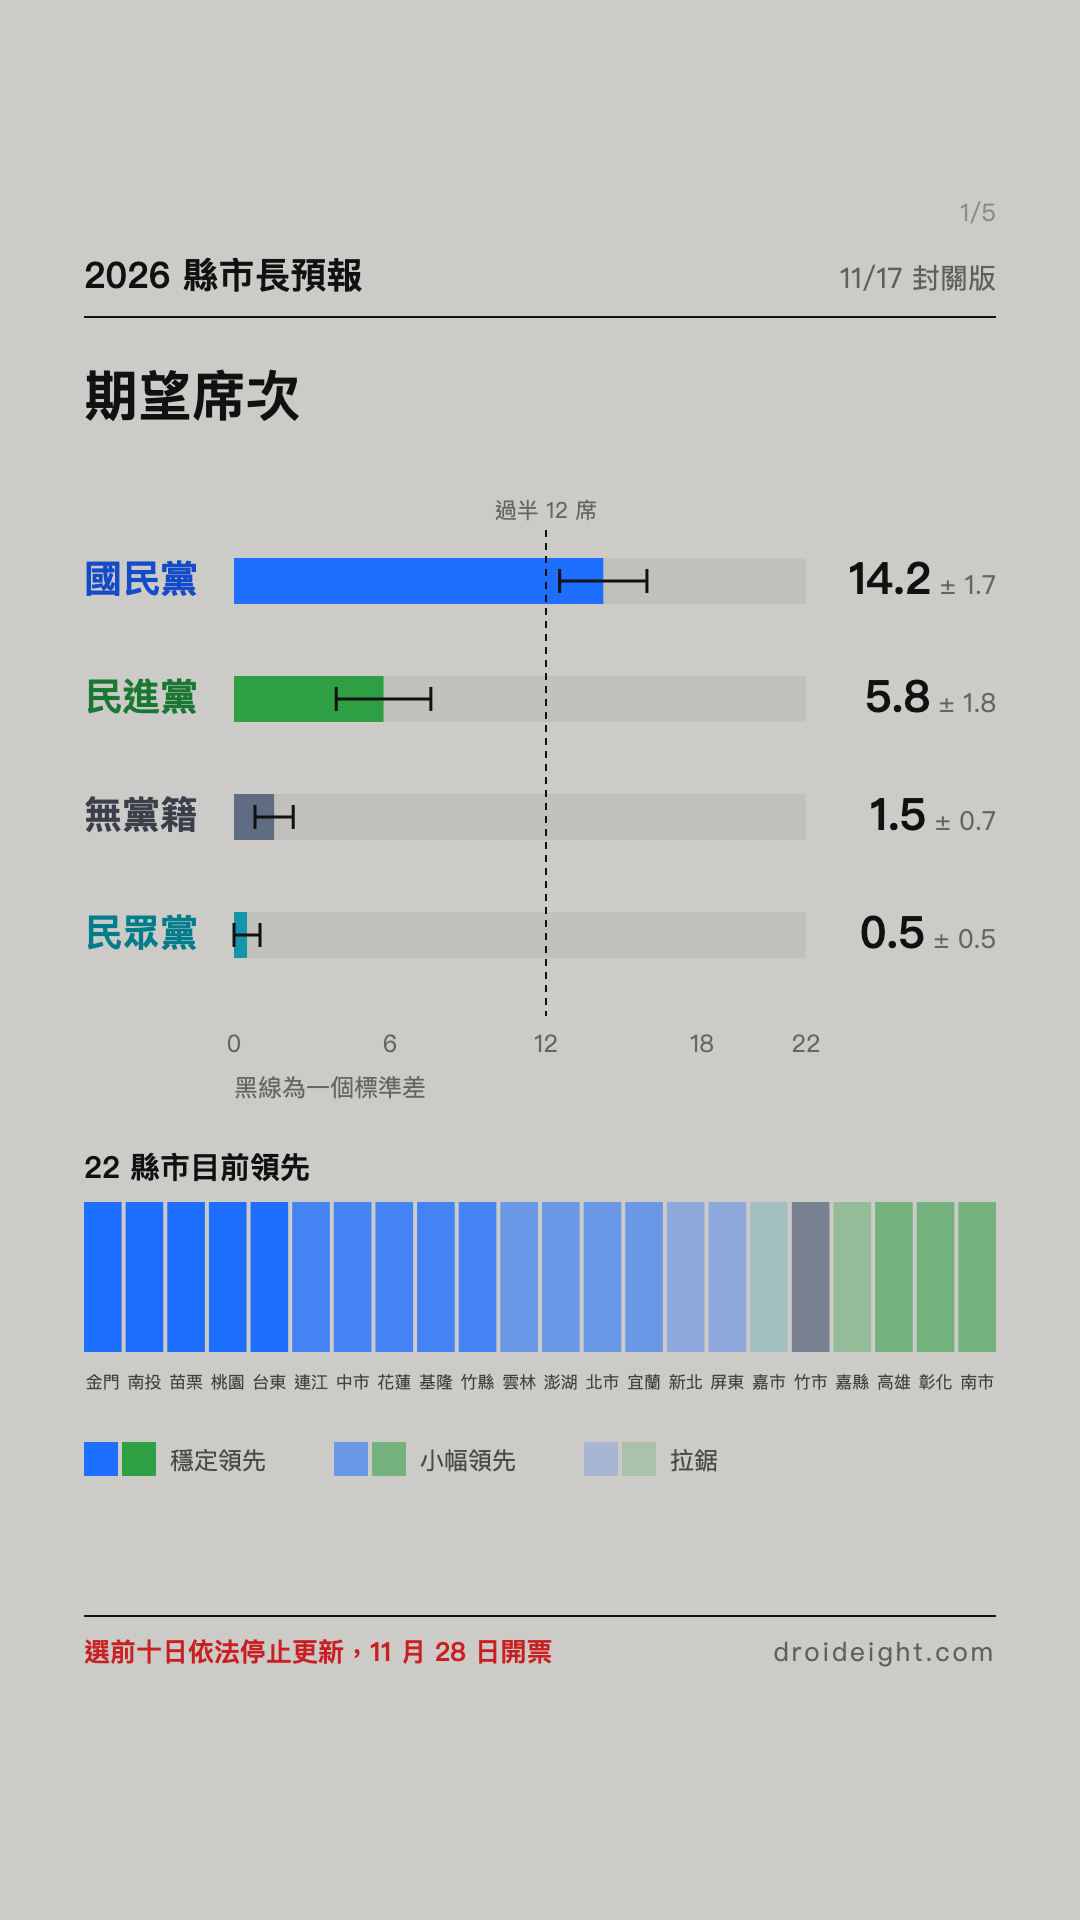 1/5
2026 縣市長預報
11/17 封關版
期望席次
過半 12 席
國民黨 14.2 ± 1.7
民進黨 5.8 ± 1.8
無黨籍 1.5 ± 0.7
民眾黨 0.5 ± 0.5
0 6 12 18 22
黑線為一個標準差
22 縣市目前領先
金門 南投 苗栗 桃園 台東 連江 中市 花蓮 基隆 竹縣 雲林 澎湖 北市 宜蘭 新北 屏東 嘉市 竹市 嘉縣 高雄 彰化 南市
穩定領先 小幅領先 拉鋸
選前十日依法停止更新，11 月 28 日開票
droideight.com